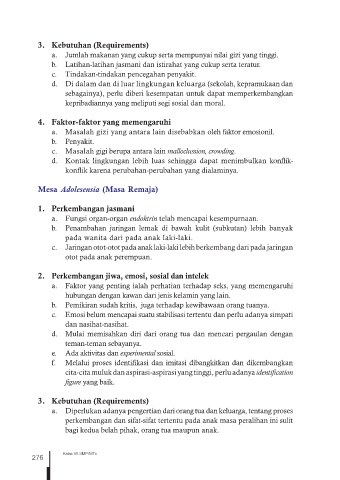 3. Kebutuhan (Requirements)
a. Jumlah makanan yang cukup serta mempunyai nilai gizi yang tinggi.
b. Latihan-latihan jasmani dan istirahat yang cukup serta teratur.
c. Tindakan-tindakan pencegahan penyakit.
d. Di dalam dan di luar lingkungan keluarga (sekolah, kepramukaan dan
sebagainya), perlu diberi kesempatan untuk dapat memperkembangkan
kepribadiannya yang meliputi segi sosial dan moral.
4. Faktor-faktor yang memengaruhi
a. Masalah gizi yang antara lain disebabkan oleh faktor emosionil.
b. Penyakit.
c. Masalah gigi berupa antara lain malloclussion, crowding.
d. Kontak lingkungan lebih luas sehingga dapat menimbulkan konflik-
konflik karena perubahan-perubahan yang dialaminya.
Mesa Adolesensia (Masa Remaja)
1. Perkembangan jasmani
a. Fungsi organ-organ endoktrin telah mencapai kesempurnaan.
b. Penambahan jaringan lemak di bawah kulit (subkutan) lebih banyak
pada wanita dari pada anak laki-laki.
c. Jaringan otot-otot pada anak laki-laki lebih berkembang dari pada jaringan
otot pada anak perempuan.
2. Perkembangan jiwa, emosi, sosial dan intelek
a. Faktor yang penting ialah perhatian terhadap seks, yang memengaruhi
hubungan dengan kawan dari jenis kelamin yang lain.
b. Pemikiran sudah kritis, juga terhadap kewibawaan orang tuanya.
c. Emosi belum mencapai suatu stabilisasi tertentu dan perlu adanya simpati
dan nasihat-nasihat.
d. Mulai memisahkan diri dari orang tua dan mencari pergaulan dengan
teman-teman sebayanya.
e. Ada aktivitas dan experimental sosial.
f. Melalui proses identifikasi dan imitasi dibangkitkan dan dikembangkan
cita-cita muluk dan aspirasi-aspirasi yang tinggi, perlu adanya identification
figure yang baik.
3. Kebutuhan (Requirements)
a. Diperlukan adanya pengertian dari orang tua dan keluarga, tentang proses
perkembangan dan sifat-sifat tertentu pada anak masa peralihan ini sulit
bagi kedua belah pihak, orang tua maupun anak.
276
Kelas VII SMP/MTs